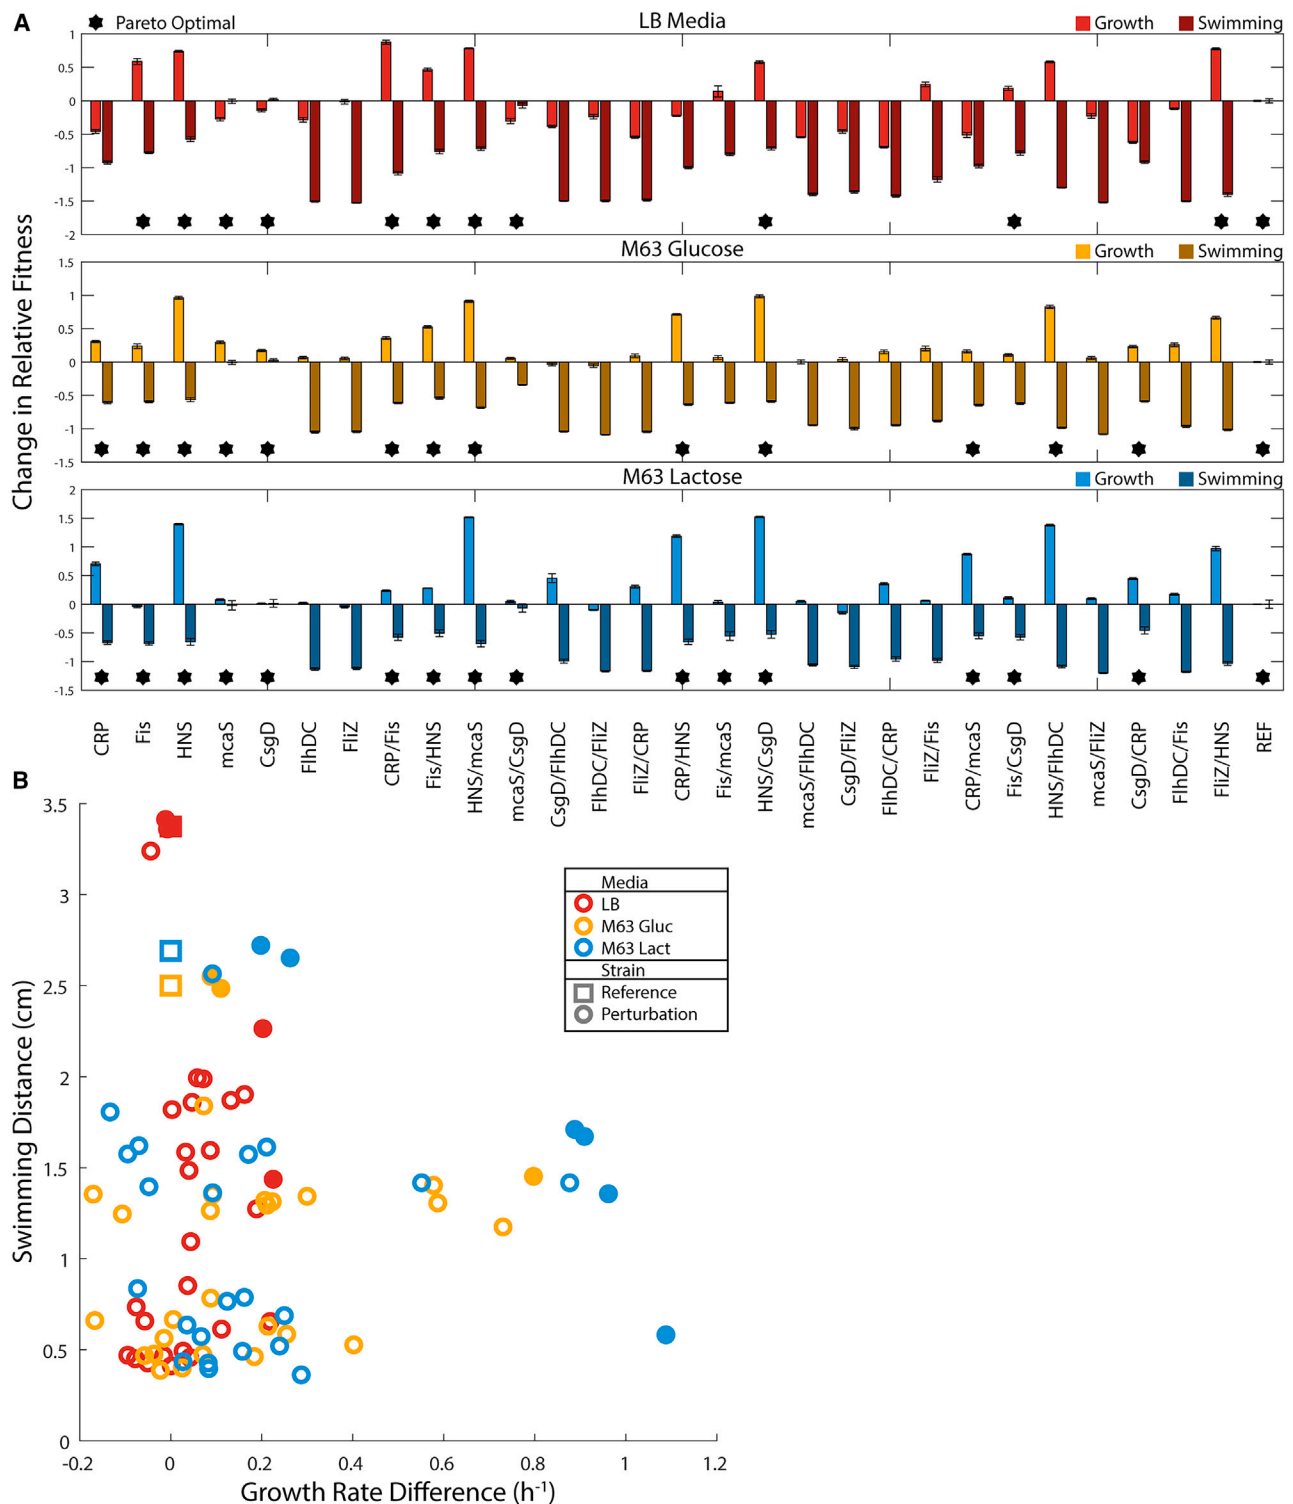 A
Pareto Optimal
LB Media
Growth
Swimming
1
0.5
0
-0.5
-1
-1.5
-2
M63 Glucose
Growth
Swimming
1.5
1
0.5
0
-0.5
-1
-1.5
Change in Relative Fitness
M63 Lactose
Growth
Swimming
2
1.5
1
0.5
0
-0.5
-1
-1.5
CRP
Fis
HNS
mcaS
CsgD
FlhDC
FliZ
CRP/Fis
Fis/HNS
HNS/mcaS
mcaS/CsgD
CsgD/FlhDC
FlhDC/FliZ
FliZ/CRP
CRP/HNS
Fis/mcaS
HNS/CsgD
mcaS/FlhDC
CsgD/FliZ
FlhDC/CRP
FliZ/Fis
CRP/mcaS
Fis/CsgD
HNS/FlhDC
mcaS/FliZ
CsgD/CRP
FlhDC/Fis
FliZ/HNS
REF
B
3.5
3
2.5
2
1.5
1
0.5
0
Swimming Distance (cm)
Media
LB
M63 Gluc
M63 Lact
Strain
Reference
Perturbation
-0.2
0
0.2
0.4
0.6
0.8
1
1.2
Growth Rate Difference (h⁻¹)